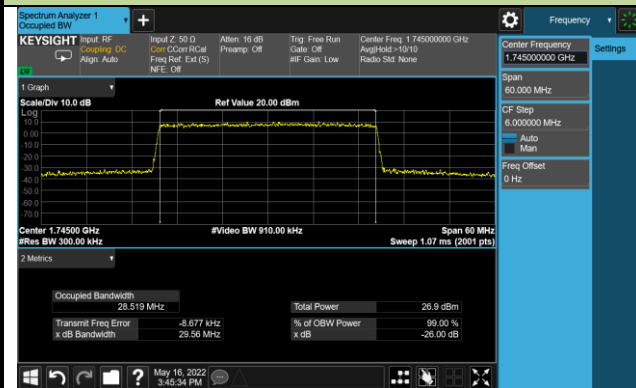 Spectrum Analyzer 1
Occupied BW
Frequency
KEYSIGHT
Input: RF
Coupling: DC
Align: Auto
Input Z: 50 Ω
Corr CCorr RCal
Freq Ref: Ext (S)
NFE: Off
Atten: 16 dB
Preamp: Off
Trig: Free Run
Gate: Off
#IF Gain: Low
Center Freq: 1.745000000 GHz
Avg|Hold:>10/10
Radio Std: None
Center Frequency
1.745000000 GHz
Settings
Span
60.000 MHz
CF Step
6.000000 MHz
Auto
Man
Freq Offset
0 Hz
1 Graph
Scale/Div 10.0 dB
Ref Value 20.00 dBm
Log
10.0
0.00
-10.0
-20.0
-30.0
-40.0
-50.0
-60.0
-70.0
Center 1.74500 GHz
#Video BW 910.00 kHz
Span 60 MHz
#Res BW 300.00 kHz
Sweep 1.07 ms (2001 pts)
2 Metrics
Occupied Bandwidth
28.519 MHz
Total Power
26.9 dBm
Transmit Freq Error
-8.677 kHz
% of OBW Power
99.00 %
x dB Bandwidth
29.56 MHz
x dB
-26.00 dB
?
May 16, 2022
3:45:34 PM